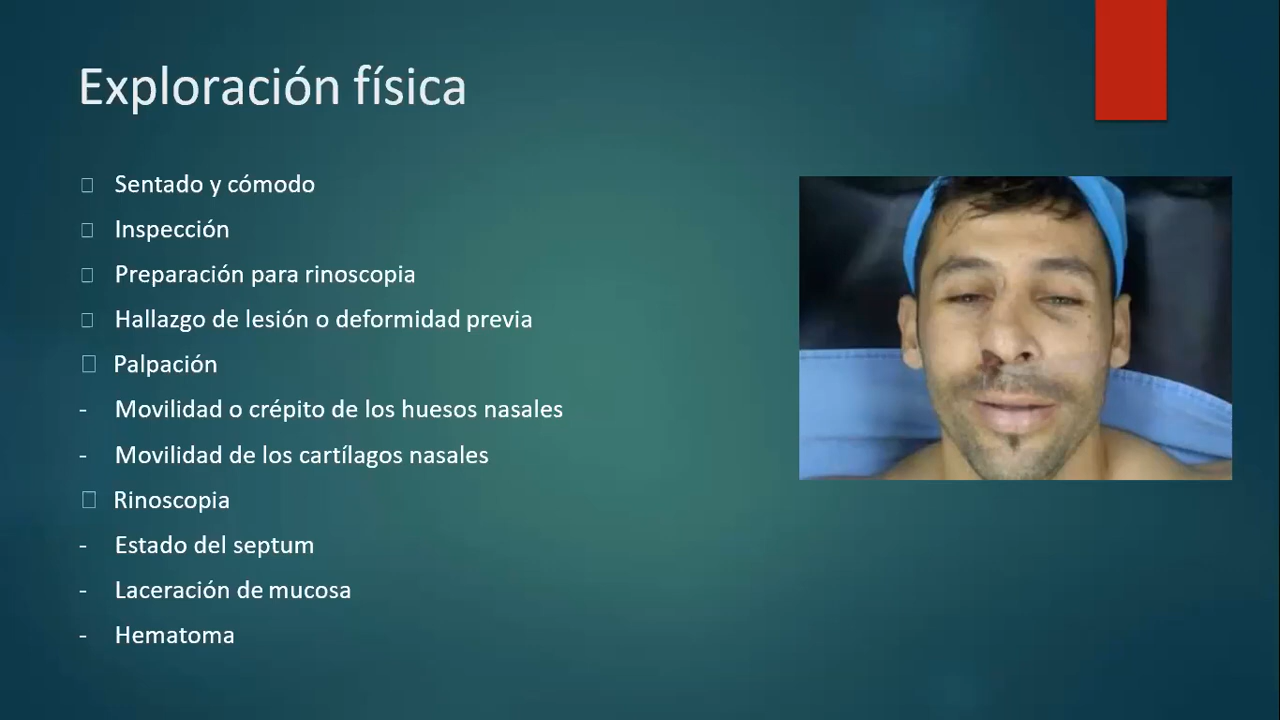 Exploración física
Sentado y cómodo
Inspección
Preparación para rinoscopia
Hallazgo de lesión o deformidad previa
Palpación
- Movilidad o crépito de los huesos nasales
- Movilidad de los cartílagos nasales
Rinoscopia
- Estado del septum
- Laceración de mucosa
- Hematoma